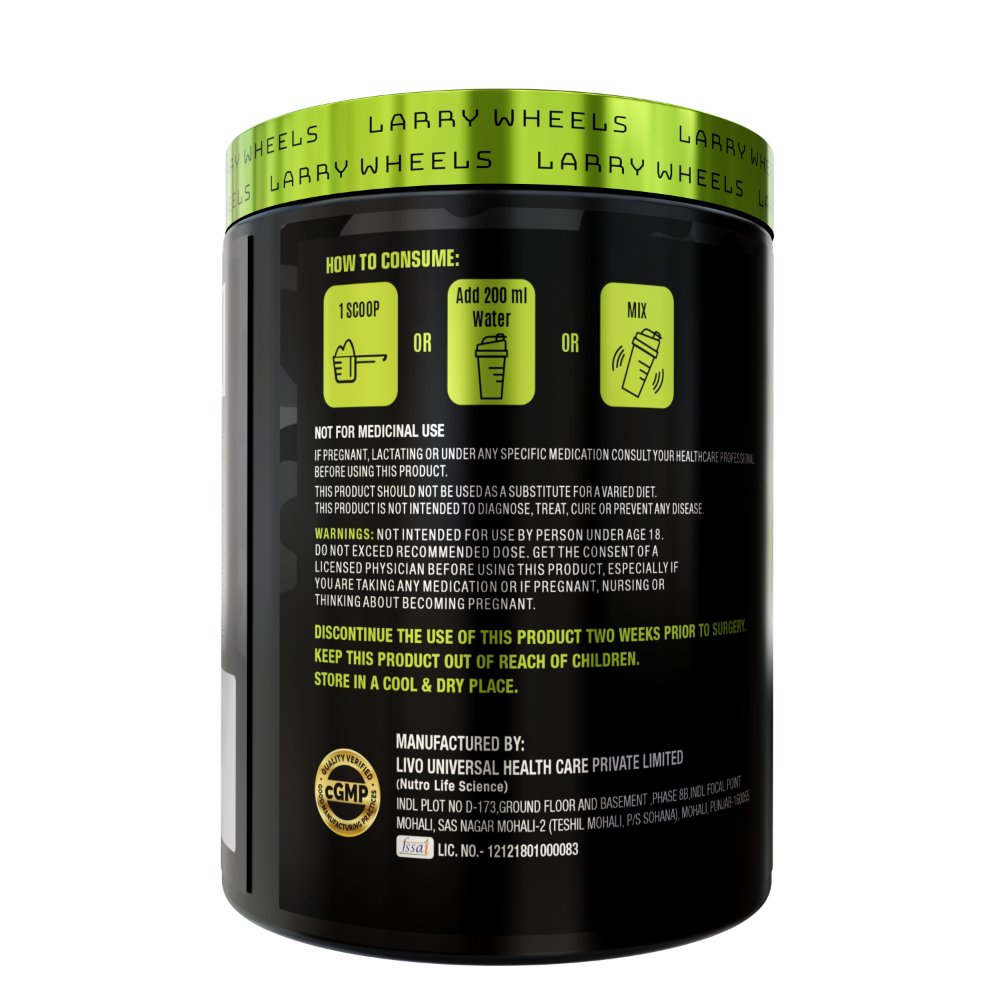 LARRY WHEELS
LARRY WHEELS
LARRY WHEELS
LARRY WHEELS
HOW TO CONSUME:
1 SCOOP
OR
Add 200 ml
Water
OR
MIX
NOT FOR MEDICINAL USE
IF PREGNANT, LACTATING OR UNDER ANY SPECIFIC MEDICATION CONSULT YOUR HEALTHCARE PROFESSIONAL
BEFORE USING THIS PRODUCT.
THIS PRODUCT SHOULD NOT BE USED AS A SUBSTITUTE FOR A VARIED DIET.
THIS PRODUCT IS NOT INTENDED TO DIAGNOSE, TREAT, CURE OR PREVENT ANY DISEASE.
WARNINGS: NOT INTENDED FOR USE BY PERSON UNDER AGE 18.
DO NOT EXCEED RECOMMENDED DOSE. GET THE CONSENT OF A
LICENSED PHYSICIAN BEFORE USING THIS PRODUCT, ESPECIALLY IF
YOU ARE TAKING ANY MEDICATION OR IF PREGNANT, NURSING OR
THINKING ABOUT BECOMING PREGNANT.
DISCONTINUE THE USE OF THIS PRODUCT TWO WEEKS PRIOR TO SURGERY.
KEEP THIS PRODUCT OUT OF REACH OF CHILDREN.
STORE IN A COOL & DRY PLACE.
QUALITY VERIFIED
cGMP
GOOD MANUFACTURING PRACTICES
MANUFACTURED BY:
LIVO UNIVERSAL HEALTH CARE PRIVATE LIMITED
(Nutro Life Science)
INDL PLOT NO D-173,GROUND FLOOR AND BASEMENT ,PHASE 8B,INDL FOCAL POINT
MOHALI, SAS NAGAR MOHALI-2 (TESHIL MOHALI, P/S SOHANA), MOHALI, PUNJAB-160055
fssai LIC. NO.- 12121801000083